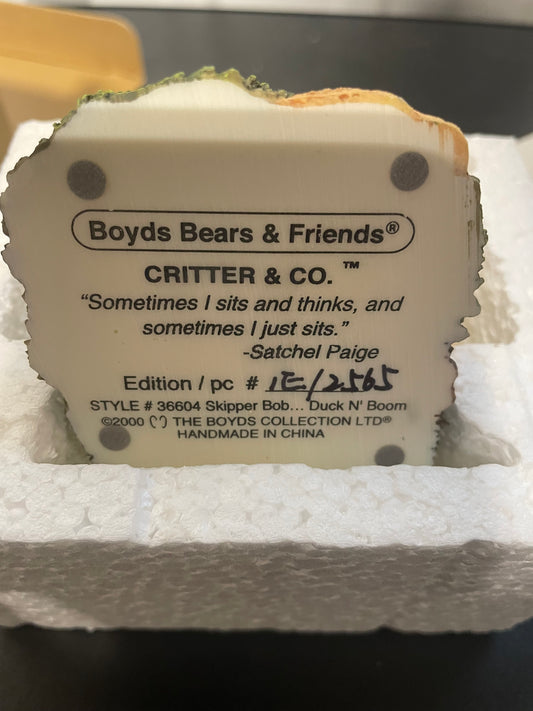 Boyds Bears & Friends®
CRITTER & CO.™
“Sometimes I sits and thinks, and
sometimes I just sits.”
-Satchel Paige
Edition / pc # 1E/2565
STYLE # 36604 Skipper Bob... Duck N' Boom
©2000 THE BOYDS COLLECTION LTD®
HANDMADE IN CHINA